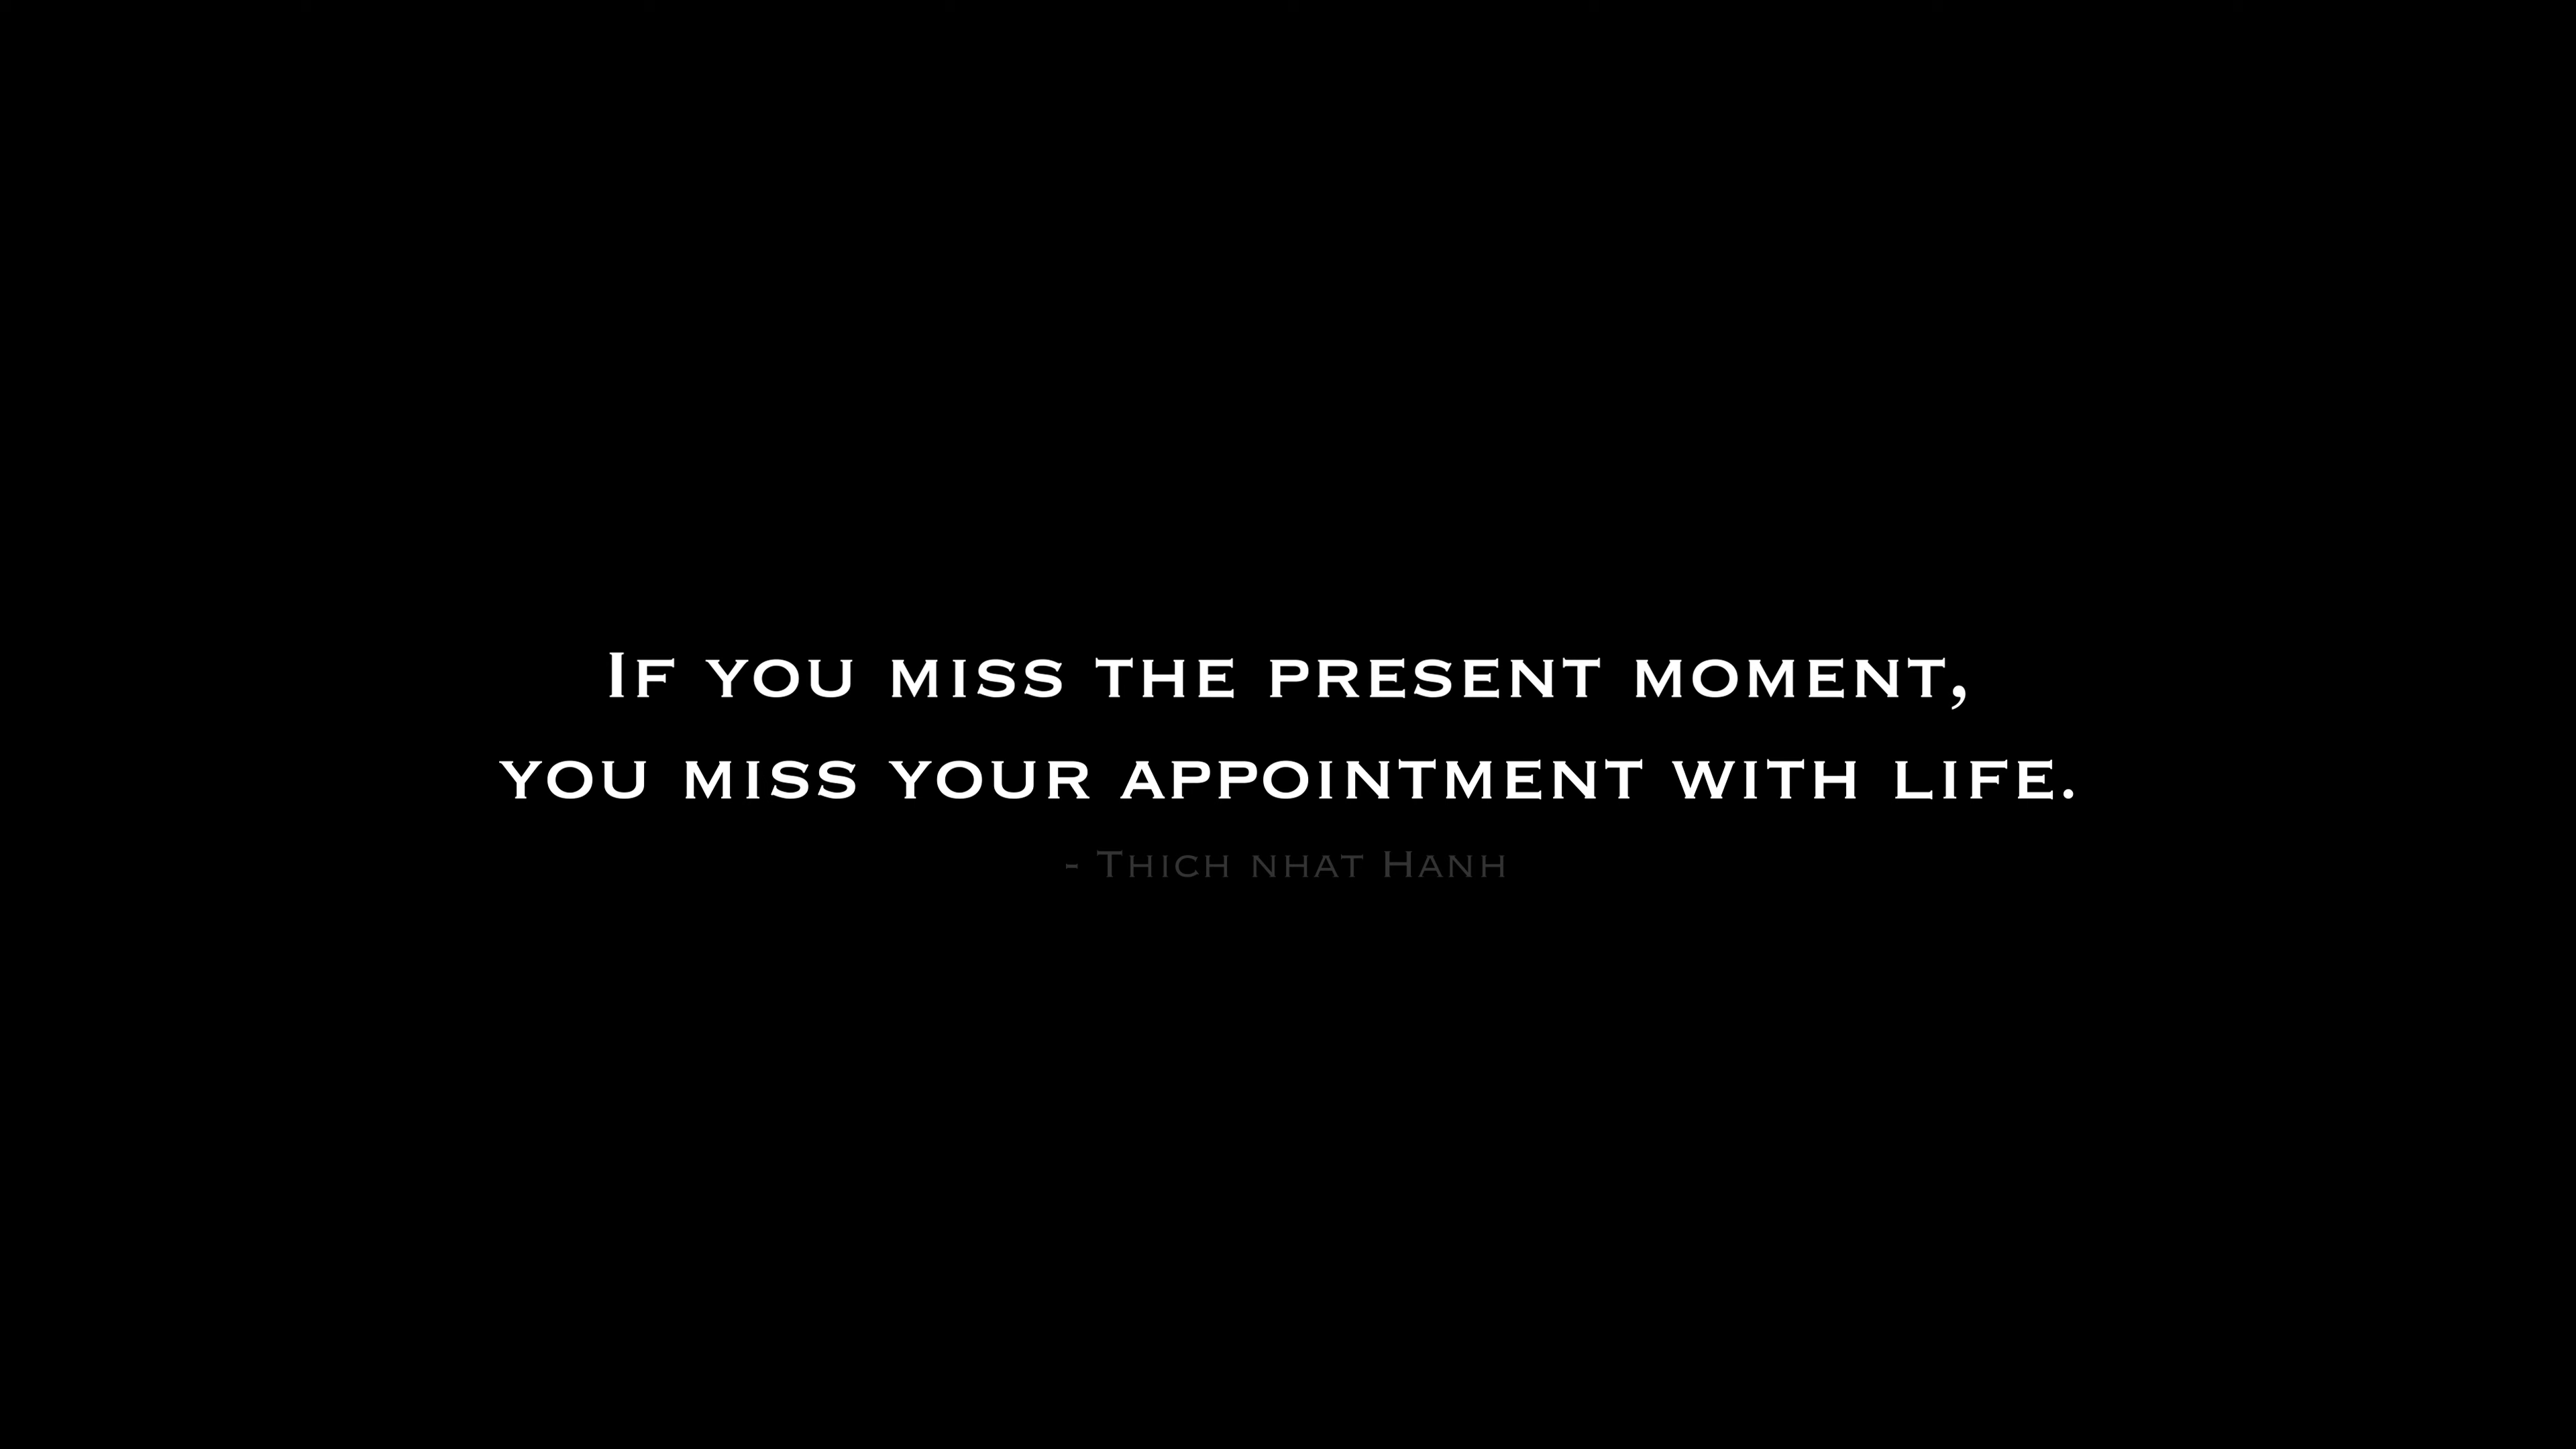 If you miss the present moment,
you miss your appointment with life.
- Thich nhat Hanh